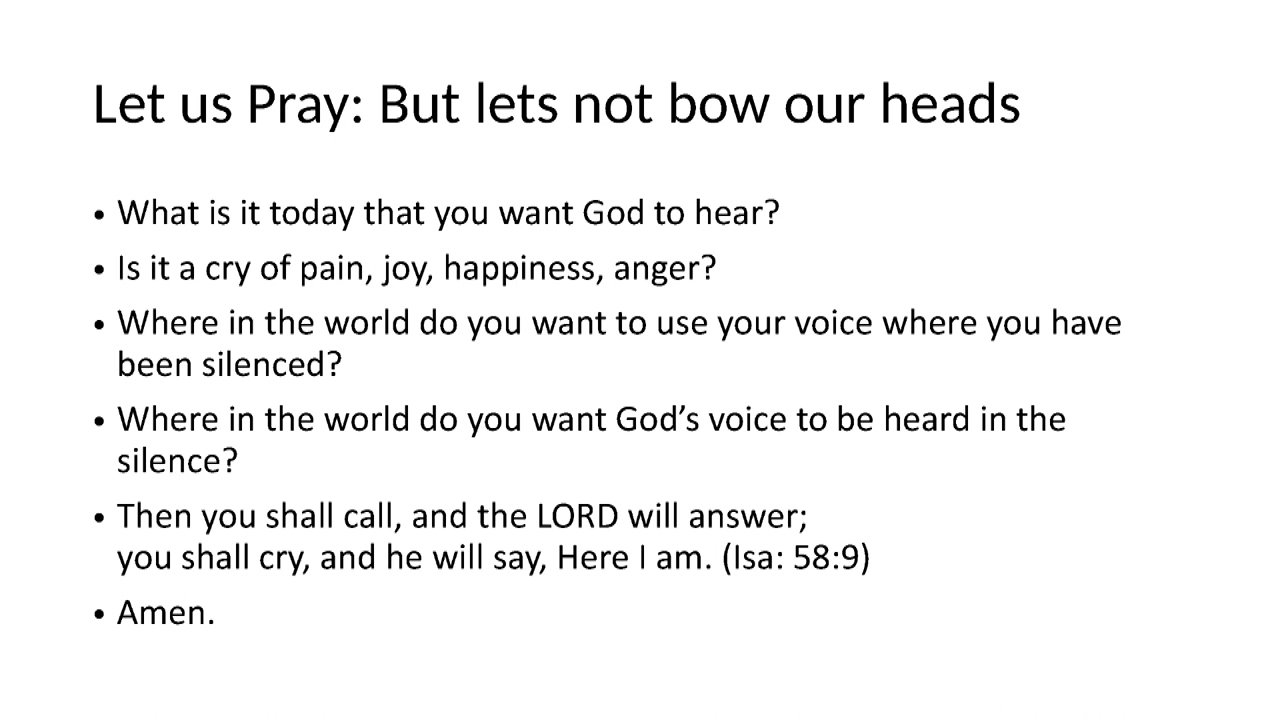 Let us Pray: But lets not bow our heads
• What is it today that you want God to hear?
• Is it a cry of pain, joy, happiness, anger?
• Where in the world do you want to use your voice where you have
been silenced?
• Where in the world do you want God’s voice to be heard in the
silence?
• Then you shall call, and the LORD will answer;
you shall cry, and he will say, Here I am. (Isa: 58:9)
• Amen.